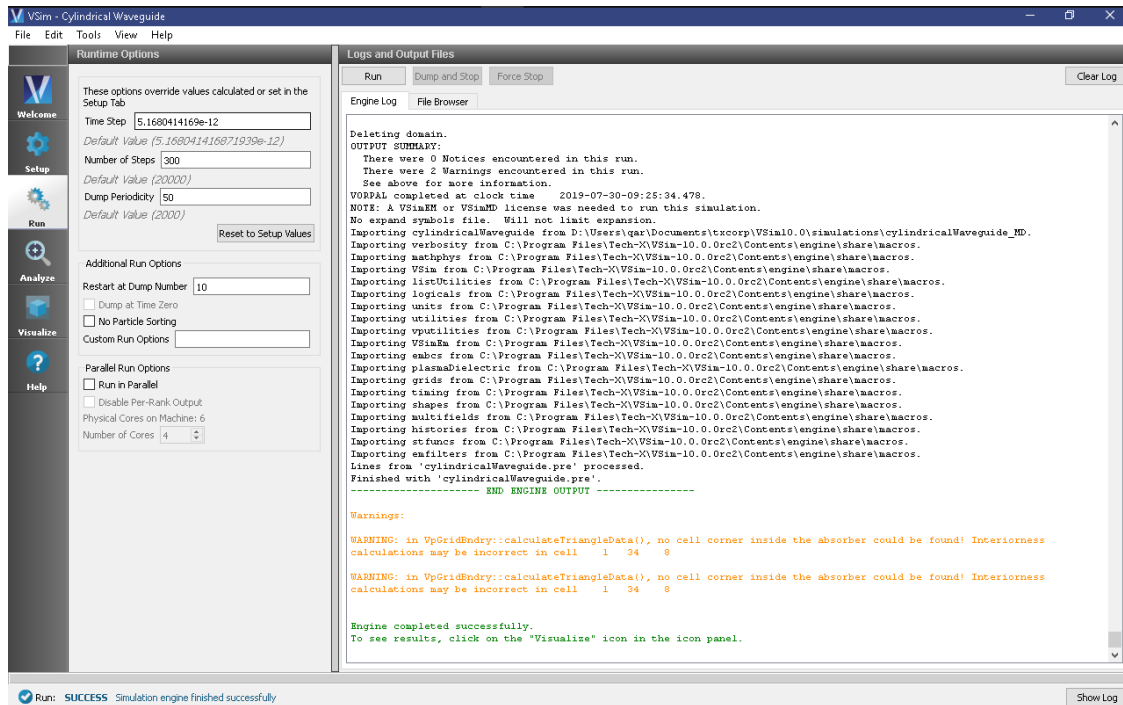 VSim - Cylindrical Waveguide
File Edit Tools View Help
Runtime Options
Logs and Output Files
Welcome
Setup
Run
Analyze
Visualize
Help
These options override values calculated or set in the
Setup Tab
Time Step 5.1680414169e-12
Default Value (5.168041416871939e-12)
Number of Steps 300
Default Value (20000)
Dump Periodicity 50
Default Value (2000)
Reset to Setup Values
Additional Run Options
Restart at Dump Number 10
Dump at Time Zero
No Particle Sorting
Custom Run Options
Parallel Run Options
Run in Parallel
Disable Per-Rank Output
Physical Cores on Machine: 6
Number of Cores 4
Run Dump and Stop Force Stop Clear Log
Engine Log File Browser
Deleting domain.
OUTPUT SUMMARY:
There were 0 Notices encountered in this run.
There were 2 Warnings encountered in this run.
See above for more information.
VORPAL completed at clock time 2019-07-30-09:25:34.478.
NOTE: A VSimEM or VSimMD license was needed to run this simulation.
No expand symbols file. Will not limit expansion.
Importing cylindricalWaveguide from D:\Users\qar\Documents\txcorp\VSim10.0\simulations\cylindricalWaveguide_MD.
Importing verbosity from C:\Program Files\Tech-X\VSim-10.0.0rc2\Contents\engine\share\macros.
Importing mathphys from C:\Program Files\Tech-X\VSim-10.0.0rc2\Contents\engine\share\macros.
Importing VSim from C:\Program Files\Tech-X\VSim-10.0.0rc2\Contents\engine\share\macros.
Importing listUtilities from C:\Program Files\Tech-X\VSim-10.0.0rc2\Contents\engine\share\macros.
Importing logicals from C:\Program Files\Tech-X\VSim-10.0.0rc2\Contents\engine\share\macros.
Importing units from C:\Program Files\Tech-X\VSim-10.0.0rc2\Contents\engine\share\macros.
Importing utilities from C:\Program Files\Tech-X\VSim-10.0.0rc2\Contents\engine\share\macros.
Importing vputilities from C:\Program Files\Tech-X\VSim-10.0.0rc2\Contents\engine\share\macros.
Importing VSimEm from C:\Program Files\Tech-X\VSim-10.0.0rc2\Contents\engine\share\macros.
Importing embcs from C:\Program Files\Tech-X\VSim-10.0.0rc2\Contents\engine\share\macros.
Importing plasmaDielectric from C:\Program Files\Tech-X\VSim-10.0.0rc2\Contents\engine\share\macros.
Importing grids from C:\Program Files\Tech-X\VSim-10.0.0rc2\Contents\engine\share\macros.
Importing timing from C:\Program Files\Tech-X\VSim-10.0.0rc2\Contents\engine\share\macros.
Importing shapes from C:\Program Files\Tech-X\VSim-10.0.0rc2\Contents\engine\share\macros.
Importing multifields from C:\Program Files\Tech-X\VSim-10.0.0rc2\Contents\engine\share\macros.
Importing histories from C:\Program Files\Tech-X\VSim-10.0.0rc2\Contents\engine\share\macros.
Importing stfuncs from C:\Program Files\Tech-X\VSim-10.0.0rc2\Contents\engine\share\macros.
Importing emfilters from C:\Program Files\Tech-X\VSim-10.0.0rc2\Contents\engine\share\macros.
Lines from 'cylindricalWaveguide.pre' processed.
Finished with 'cylindricalWaveguide.pre'.
--------------------- END ENGINE OUTPUT ----------------
Warnings:
WARNING: in VpGridBndry::calculateTriangleData(), no cell corner inside the absorber could be found! Interiorness
calculations may be incorrect in cell 1 34 8
WARNING: in VpGridBndry::calculateTriangleData(), no cell corner inside the absorber could be found! Interiorness
calculations may be incorrect in cell 1 34 8
Engine completed successfully.
To see results, click on the "Visualize" icon in the icon panel.
Run: SUCCESS Simulation engine finished successfully
Show Log